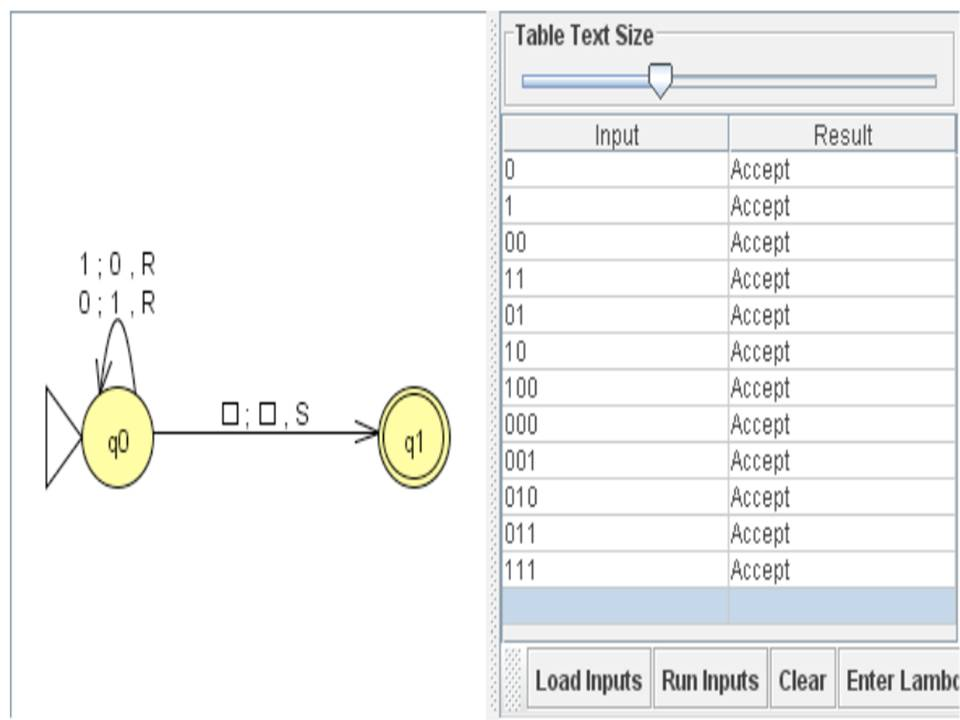 1 ; 0 , R
0 ; 1 , R
q0
□ ; □ , S
q1
Table Text Size
Input Result
0 Accept
1 Accept
00 Accept
11 Accept
01 Accept
10 Accept
100 Accept
000 Accept
001 Accept
010 Accept
011 Accept
111 Accept
Load Inputs Run Inputs Clear Enter Lambd